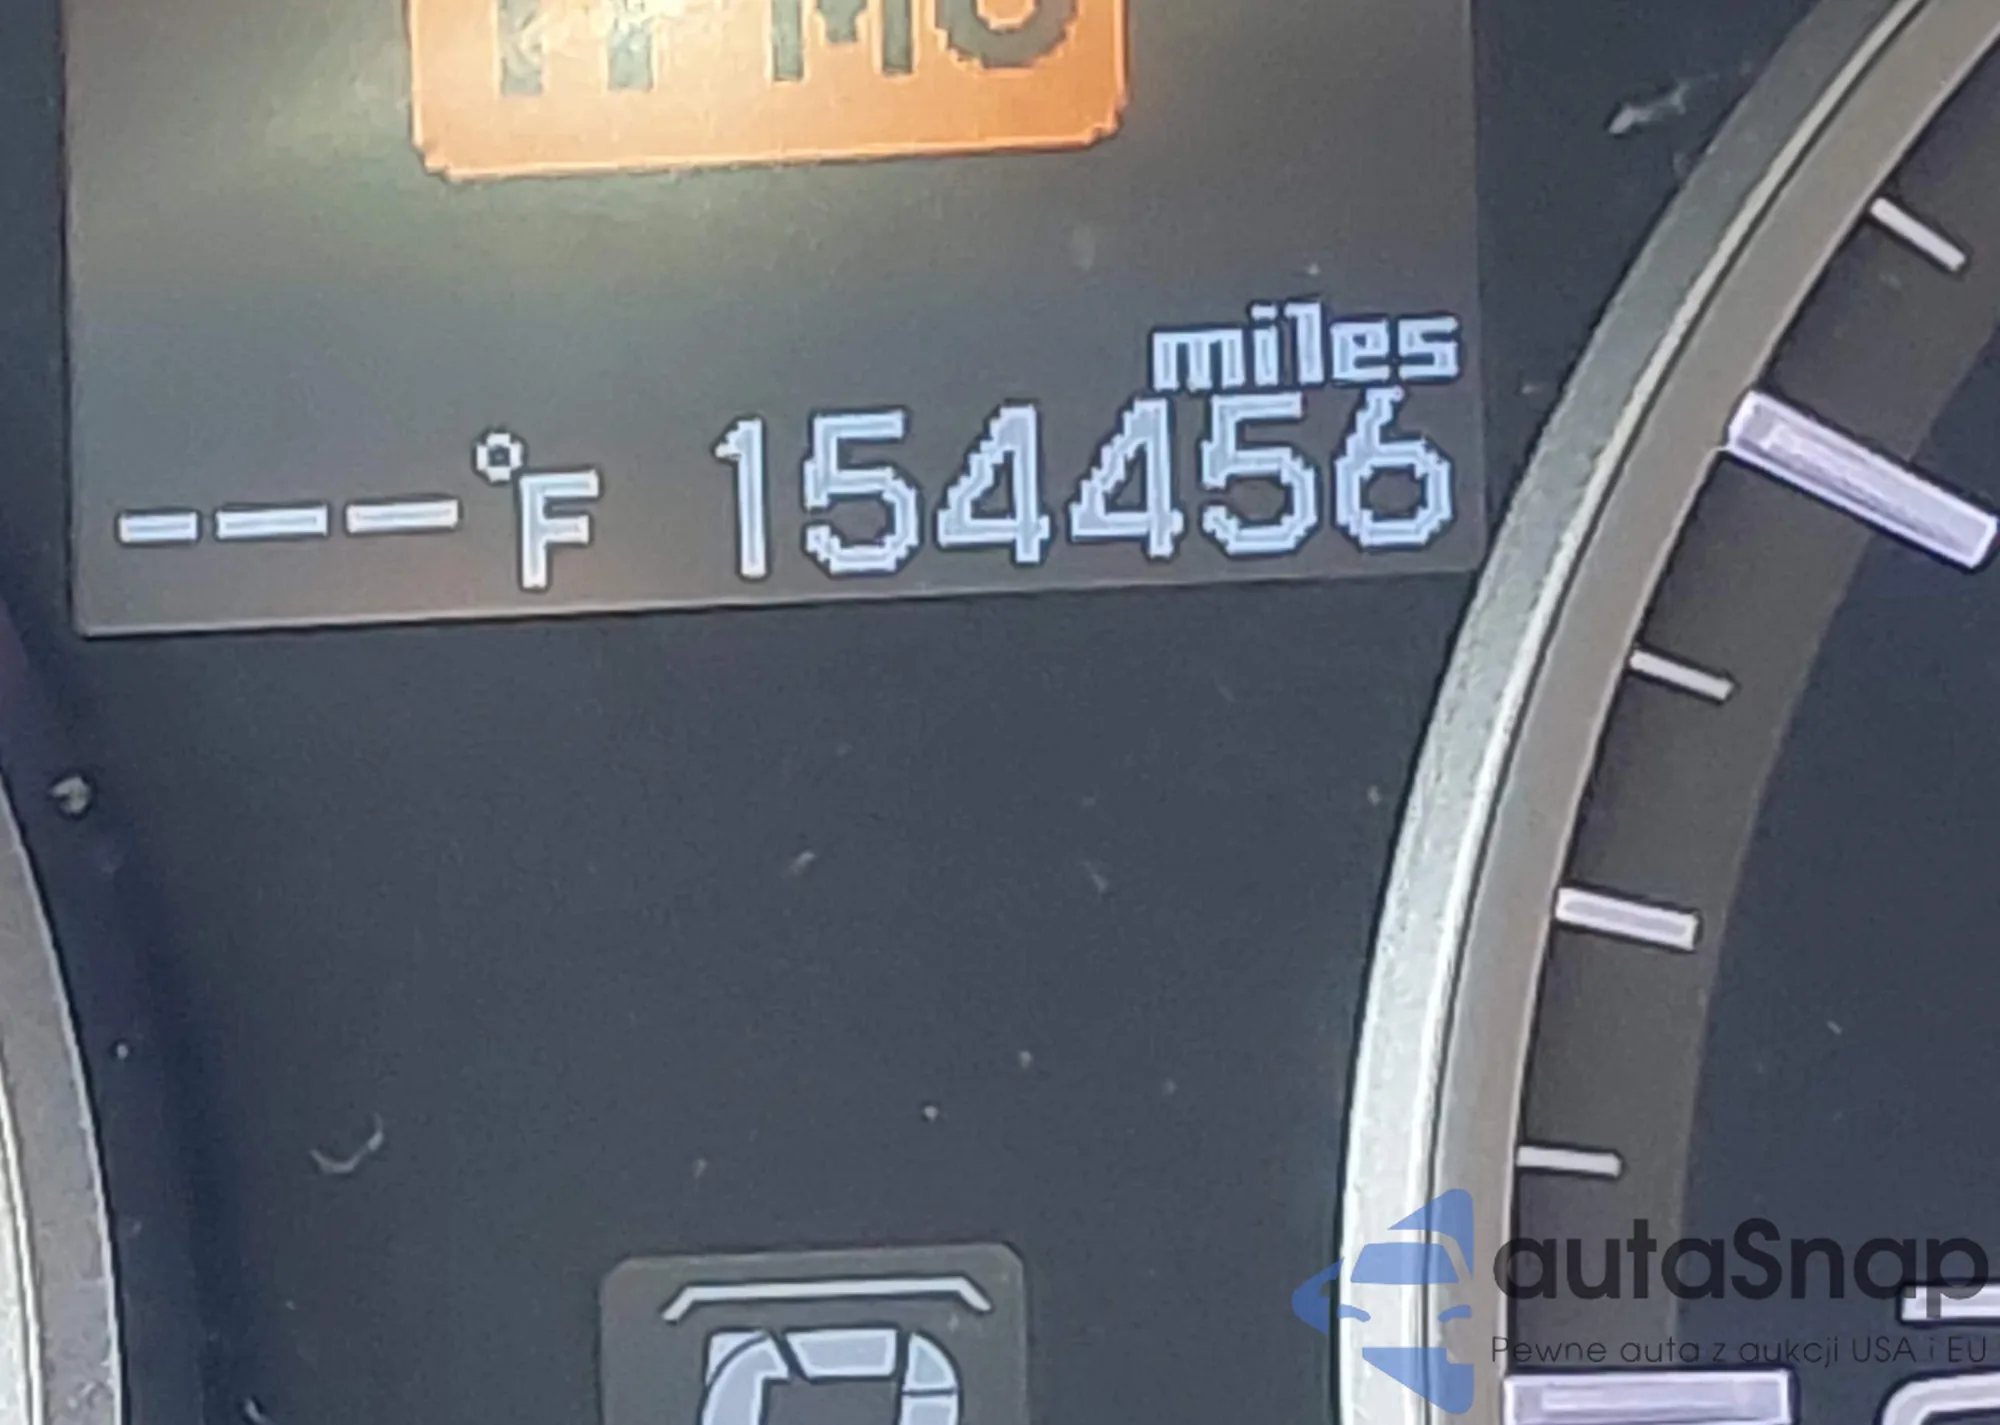 miles
---°F 154456
autaSnap
Pewne auta z aukcji USA i EU